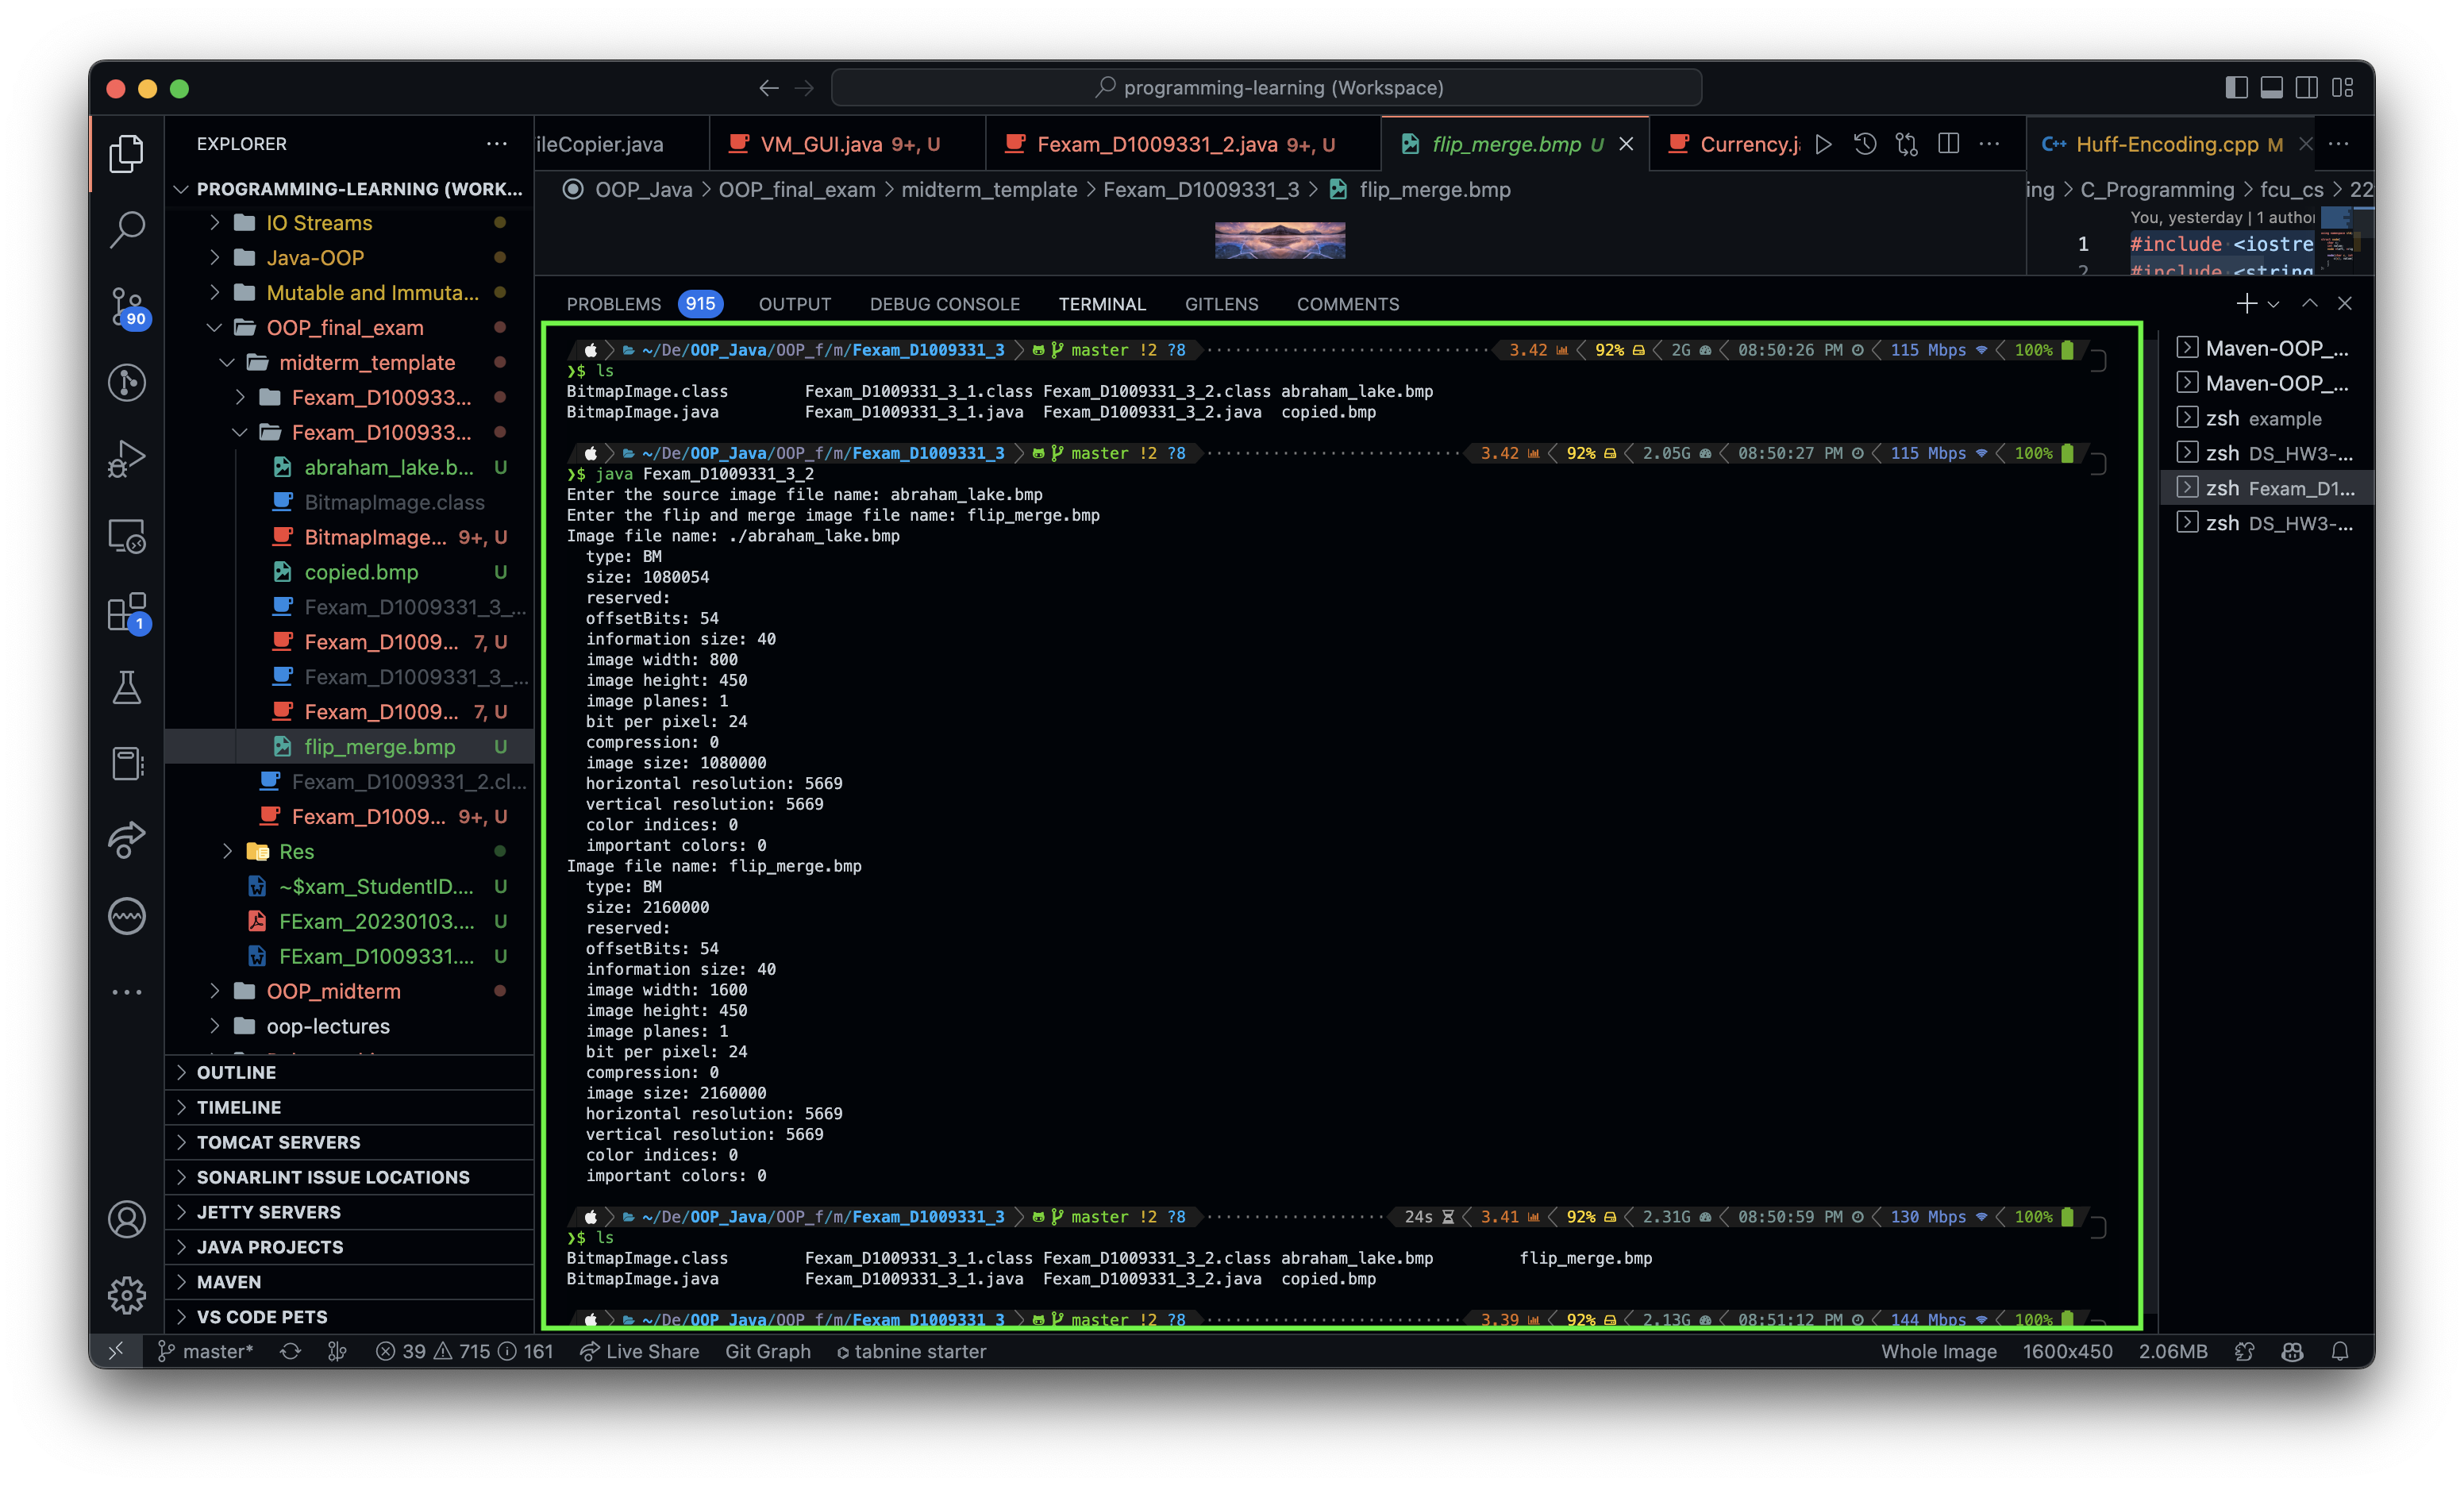 programming-learning (Workspace)
EXPLORER
PROGRAMMING-LEARNING (WORK...
IO Streams
Java-OOP
Mutable and Immuta...
OOP_final_exam
midterm_template
Fexam_D100933...
Fexam_D100933...
abraham_lake.b... U
BitmapImage.class
BitmapImage... 9+, U
copied.bmp U
Fexam_D1009331_3_...
Fexam_D1009... 7, U
Fexam_D1009331_3_...
Fexam_D1009... 7, U
flip_merge.bmp U
Fexam_D1009331_2.cl...
Fexam_D1009... 9+, U
Res
~$xam_StudentID.... U
FExam_20230103.... U
FExam_D1009331.... U
OOP_midterm
oop-lectures
OUTLINE
TIMELINE
TOMCAT SERVERS
SONARLINT ISSUE LOCATIONS
JETTY SERVERS
JAVA PROJECTS
MAVEN
VS CODE PETS
90
1
ileCopier.java
VM_GUI.java 9+, U
Fexam_D1009331_2.java 9+, U
flip_merge.bmp U
Currency.j
Huff-Encoding.cpp M
OOP_Java > OOP_final_exam > midterm_template > Fexam_D1009331_3 > flip_merge.bmp
ing > C_Programming > fcu_cs > 22
You, yesterday | 1 author
1 #include <iostre
2 #include <string
PROBLEMS 915 OUTPUT DEBUG CONSOLE TERMINAL GITLENS COMMENTS
~/De/OOP_Java/OOP_f/m/Fexam_D1009331_3 master !2 ?8 3.42 92% 2G 08:50:26 PM 115 Mbps 100%
❯$ ls
BitmapImage.class Fexam_D1009331_3_1.class Fexam_D1009331_3_2.class abraham_lake.bmp
BitmapImage.java Fexam_D1009331_3_1.java Fexam_D1009331_3_2.java copied.bmp
~/De/OOP_Java/OOP_f/m/Fexam_D1009331_3 master !2 ?8 3.42 92% 2.05G 08:50:27 PM 115 Mbps 100%
❯$ java Fexam_D1009331_3_2
Enter the source image file name: abraham_lake.bmp
Enter the flip and merge image file name: flip_merge.bmp
Image file name: ./abraham_lake.bmp
type: BM
size: 1080054
reserved:
offsetBits: 54
information size: 40
image width: 800
image height: 450
image planes: 1
bit per pixel: 24
compression: 0
image size: 1080000
horizontal resolution: 5669
vertical resolution: 5669
color indices: 0
important colors: 0
Image file name: flip_merge.bmp
type: BM
size: 2160000
reserved:
offsetBits: 54
information size: 40
image width: 1600
image height: 450
image planes: 1
bit per pixel: 24
compression: 0
image size: 2160000
horizontal resolution: 5669
vertical resolution: 5669
color indices: 0
important colors: 0
~/De/OOP_Java/OOP_f/m/Fexam_D1009331_3 master !2 ?8 24s 3.41 92% 2.31G 08:50:59 PM 130 Mbps 100%
❯$ ls
BitmapImage.class Fexam_D1009331_3_1.class Fexam_D1009331_3_2.class abraham_lake.bmp flip_merge.bmp
BitmapImage.java Fexam_D1009331_3_1.java Fexam_D1009331_3_2.java copied.bmp
~/De/OOP_Java/OOP_f/m/Fexam_D1009331_3 master !2 ?8 3.39 92% 2.13G 08:51:12 PM 144 Mbps 100%
Maven-OOP_...
Maven-OOP_...
zsh example
zsh DS_HW3-...
zsh Fexam_D1...
zsh DS_HW3-...
master* 39 715 161 Live Share Git Graph tabnine starter Whole Image 1600x450 2.06MB